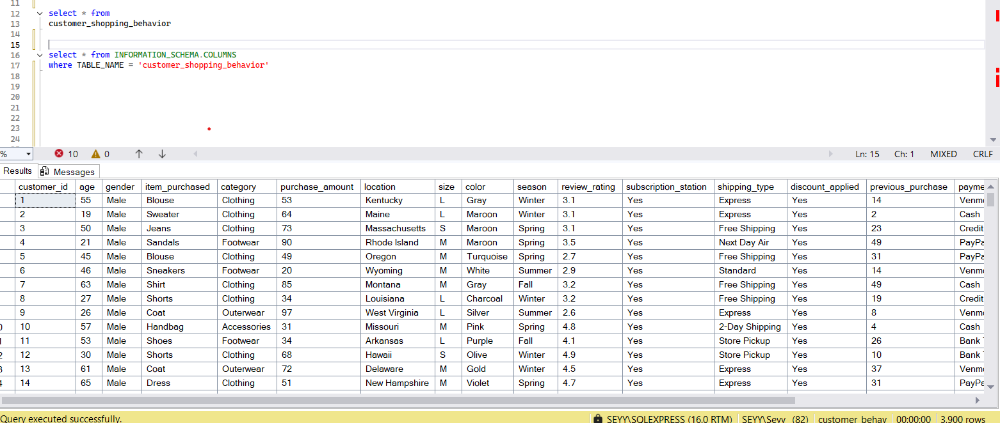 11
12 select * from
13 customer_shopping_behavior
14
15
16 select * from INFORMATION_SCHEMA.COLUMNS
17 where TABLE_NAME = 'customer_shopping_behavior'
18
19
20
21
22
23
24
% 10 0 Ln: 15 Ch: 1 MIXED CRLF
Results Messages
customer_id age gender item_purchased category purchase_amount location size color season review_rating subscription_station shipping_type discount_applied previous_purchase payme
1 55 Male Blouse Clothing 53 Kentucky L Gray Winter 3.1 Yes Express Yes 14 Venmo
2 19 Male Sweater Clothing 64 Maine L Maroon Winter 3.1 Yes Express Yes 2 Cash
3 50 Male Jeans Clothing 73 Massachusetts S Maroon Spring 3.1 Yes Free Shipping Yes 23 Credit
4 21 Male Sandals Footwear 90 Rhode Island M Maroon Spring 3.5 Yes Next Day Air Yes 49 PayPa
5 45 Male Blouse Clothing 49 Oregon M Turquoise Spring 2.7 Yes Free Shipping Yes 31 PayPa
6 46 Male Sneakers Footwear 20 Wyoming M White Summer 2.9 Yes Standard Yes 14 Venmo
7 63 Male Shirt Clothing 85 Montana M Gray Fall 3.2 Yes Free Shipping Yes 49 Cash
8 27 Male Shorts Clothing 34 Louisiana L Charcoal Winter 3.2 Yes Free Shipping Yes 19 Credit
9 26 Male Coat Outerwear 97 West Virginia L Silver Summer 2.6 Yes Express Yes 8 Venmo
0 10 57 Male Handbag Accessories 31 Missouri M Pink Spring 4.8 Yes 2-Day Shipping Yes 4 Cash
1 11 53 Male Shoes Footwear 34 Arkansas L Purple Fall 4.1 Yes Store Pickup Yes 26 Bank
2 12 30 Male Shorts Clothing 68 Hawaii S Olive Winter 4.9 Yes Store Pickup Yes 10 Bank
3 13 61 Male Coat Outerwear 72 Delaware M Gold Winter 4.5 Yes Express Yes 37 Venmo
4 14 65 Male Dress Clothing 51 New Hampshire M Violet Spring 4.7 Yes Express Yes 31 PayPa
Query executed successfully. SEYY\SQLEXPRESS (16.0 RTM) SEYY\Seyy (82) customer_behav 00:00:00 3,900 rows